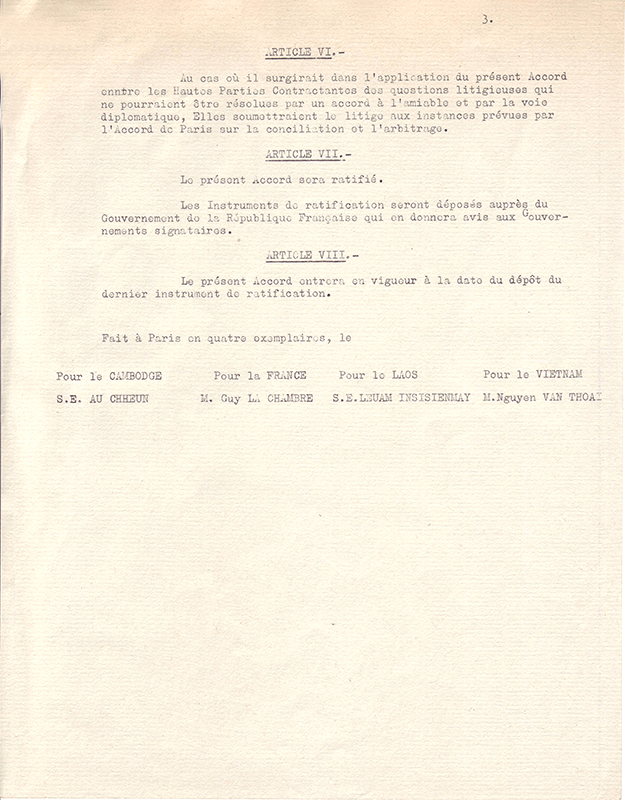 3.
ARTICLE VI.-
Au cas où il surgirait dans l'application du présent Accord
enntre les Hautes Parties Contractantes des questions litigieuses qui
ne pourraient être résolues par un accord à l'amiable et par la voie
diplomatique, Elles soumettraient le litige aux instances prévues par
l'Accord de Paris sur la conciliation et l'arbitrage.
ARTICLE VII.-
Le présent Accord sera ratifié.
Les Instruments de ratification seront déposés auprès du
Gouvernement de la République Française qui en donnera avis aux Gouver-
nements signataires.
ARTICLE VIII.-
Le présent Accord entrera en vigueur à la date du dépôt du
dernier instrument de ratification.
Fait à Paris en quatre exemplaires, le
Pour le CAMBODGE Pour la FRANCE Pour le LAOS Pour le VIETNAM
S.E. AU CHHEUN M. Guy LA CHAMBRE S.E.LEUAM INSISIENMAY M.Nguyen VAN THOAI